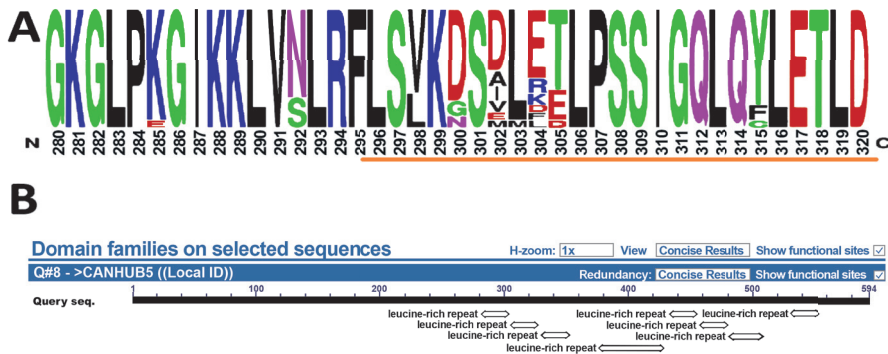 A
GKGLPKGIKKLVNLRFLSVKDSDLETLPSSIGQLQYLETLD
E S L G N A I V E M M R K F L E D F C
N 280 281 282 283 284 285 286 287 288 289 290 291 292 293 294 295 296 297 298 299 300 301 302 303 304 305 306 307 308 309 310 311 312 313 314 315 316 317 318 319 320 C
B
Domain families on selected sequences H-zoom: 1x View Concise Results Show functional sites
Q#8 - >CANHUB5 ((Local ID)) Redundancy: Concise Results Show functional sites
1 100 200 300 400 500 594
Query seq.
leucine-rich repeat leucine-rich repeat leucine-rich repeat
leucine-rich repeat leucine-rich repeat
leucine-rich repeat leucine-rich repeat
leucine-rich repeat